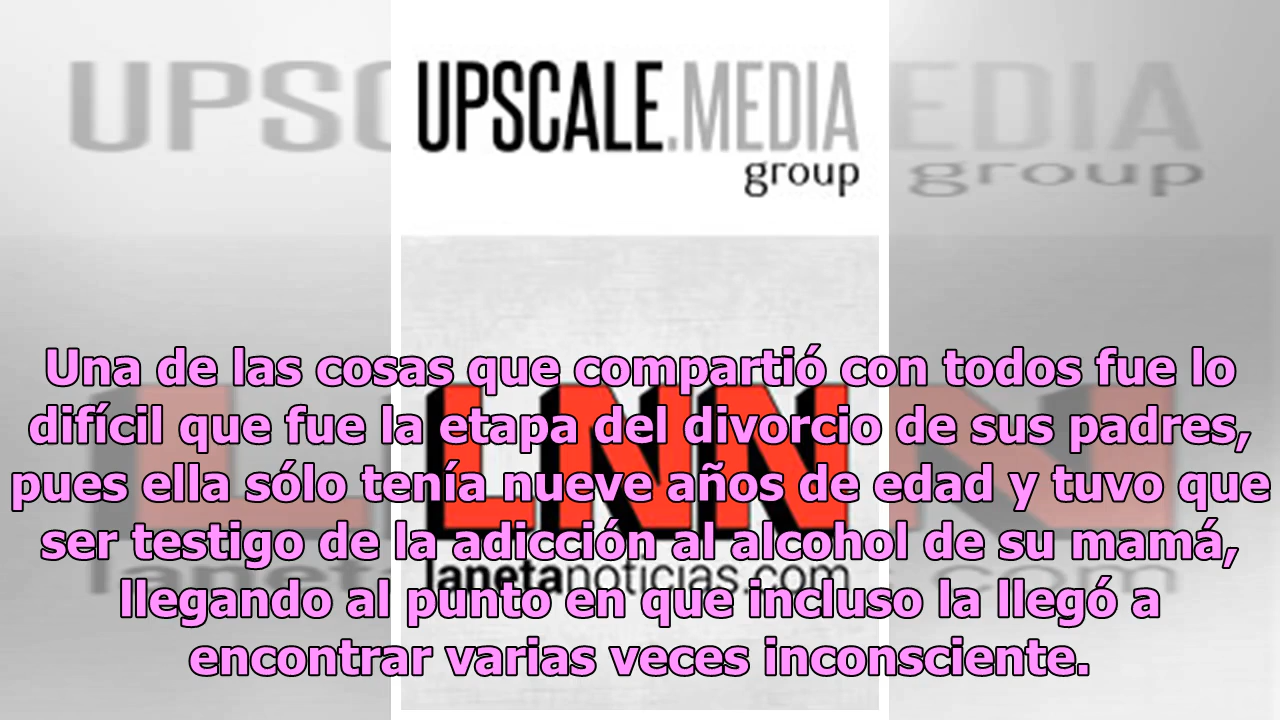 UPSCALE.MEDIA
group
Una de las cosas que compartió con todos fue lo
difícil que fue la etapa del divorcio de sus padres,
pues ella sólo tenía nueve años de edad y tuvo que
LNN
ser testigo de la adicción al alcohol de su mamá,
lanetanoticias.com
llegando al punto en que incluso la llegó a
encontrar varias veces inconsciente.